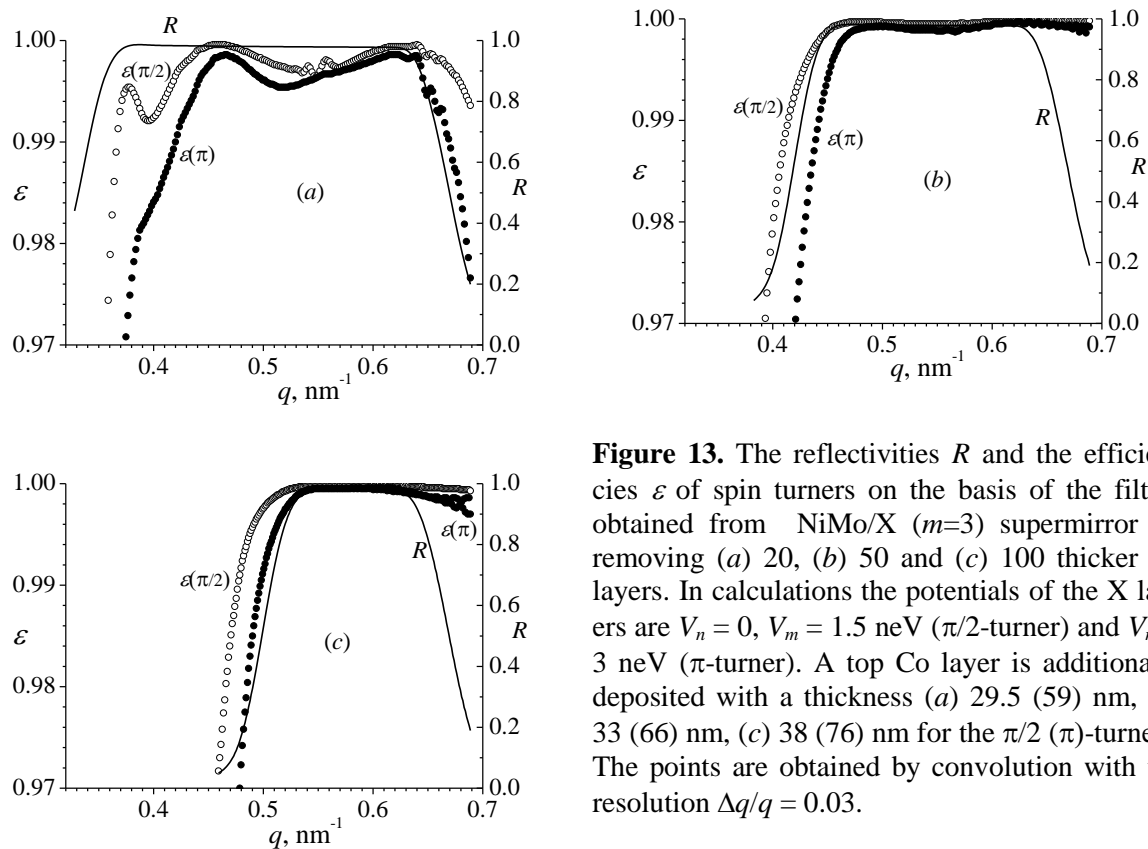 R
1.00
1.0
ε(π/2)
0.8
0.99
ε(π)
0.6
ε
(a)
R
0.4
0.98
0.2
0.97
0.0
0.4
0.5
0.6
0.7
q, nm⁻¹
1.00
1.0
0.8
ε(π/2)
R
0.99
ε(π)
0.6
ε
(b)
R
0.4
0.98
0.2
0.97
0.0
0.4
0.5
0.6
0.7
q, nm⁻¹
1.00
1.0
ε(π)
0.8
R
ε(π/2)
0.99
0.6
ε
(c)
R
0.4
0.98
0.2
0.97
0.0
0.4
0.5
0.6
0.7
q, nm⁻¹
Figure 13. The reflectivities R and the efficie
cies ε of spin turners on the basis of the filt
obtained from NiMo/X (m=3) supermirror
removing (a) 20, (b) 50 and (c) 100 thicker
layers. In calculations the potentials of the X la
ers are Vₙ = 0, Vₘ = 1.5 neV (π/2-turner) and V
3 neV (π-turner). A top Co layer is additiona
deposited with a thickness (a) 29.5 (59) nm,
33 (66) nm, (c) 38 (76) nm for the π/2 (π)-turne
The points are obtained by convolution with
resolution Δq/q = 0.03.